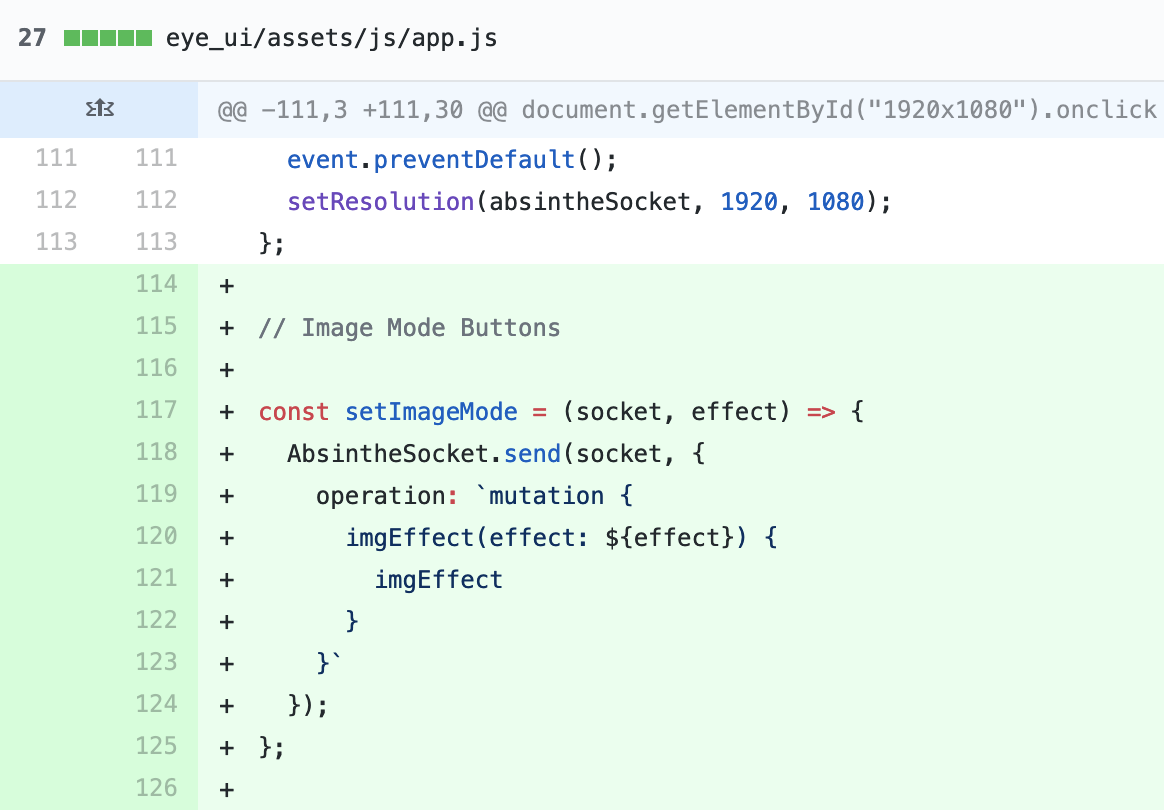 27 eye_ui/assets/js/app.js
@@ -111,3 +111,30 @@ document.getElementById("1920x1080").onclick
111 111 event.preventDefault();
112 112 setResolution(absintheSocket, 1920, 1080);
113 113 };
114 +
115 + // Image Mode Buttons
116 +
117 + const setImageMode = (socket, effect) => {
118 + AbsintheSocket.send(socket, {
119 + operation: `mutation {
120 + imgEffect(effect: ${effect}) {
121 + imgEffect
122 + }
123 + }`
124 + });
125 + };
126 +